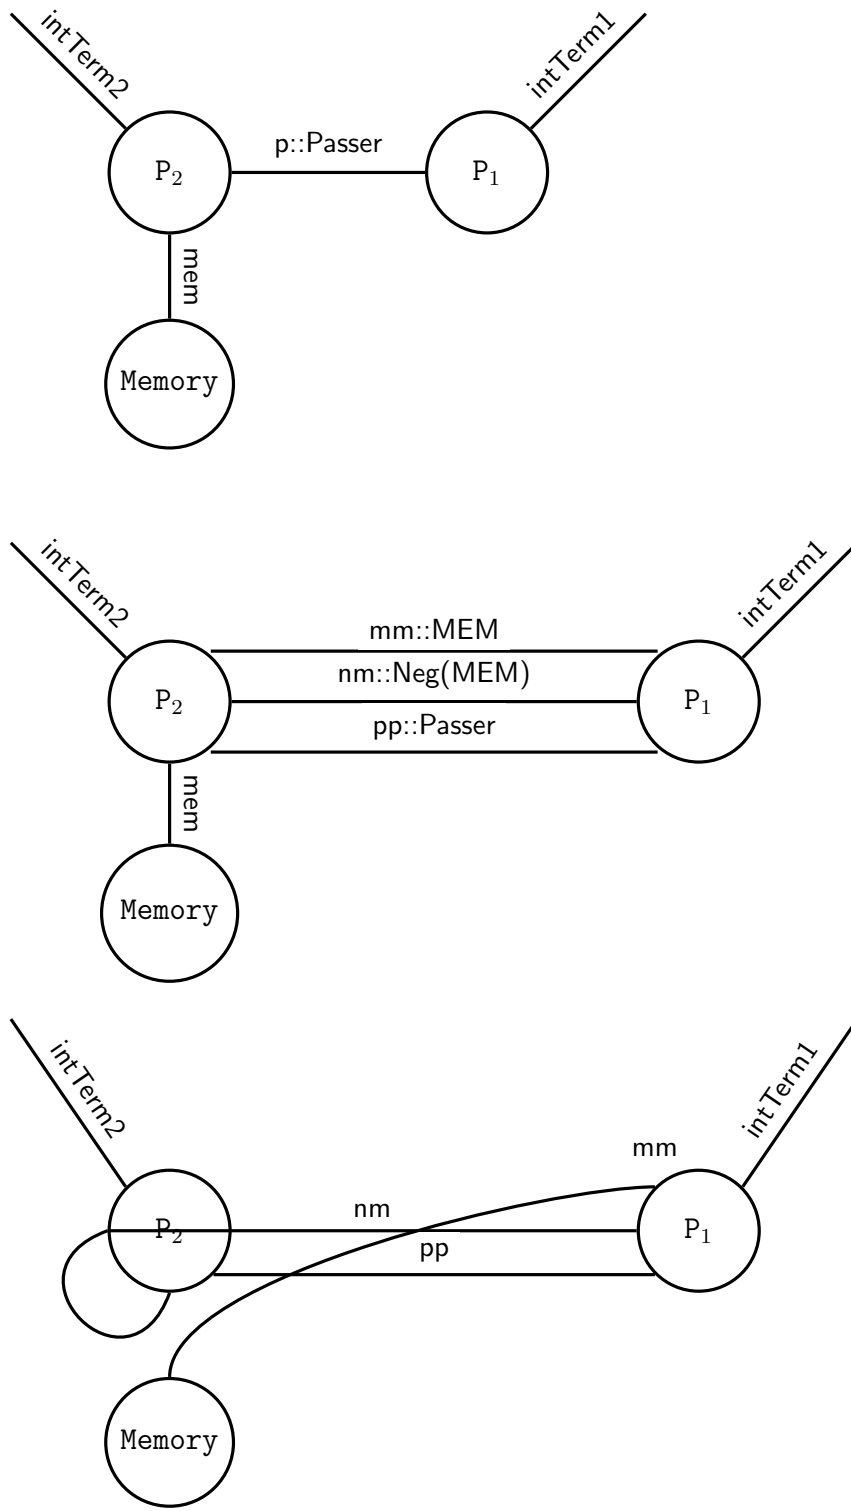 intTerm2
intTerm1
p::Passer
P₂
P₁
mem
Memory
intTerm2
intTerm1
mm::MEM
nm::Neg(MEM)
P₂
P₁
pp::Passer
mem
Memory
intTerm2
intTerm1
mm
nm
P₂
P₁
pp
Memory